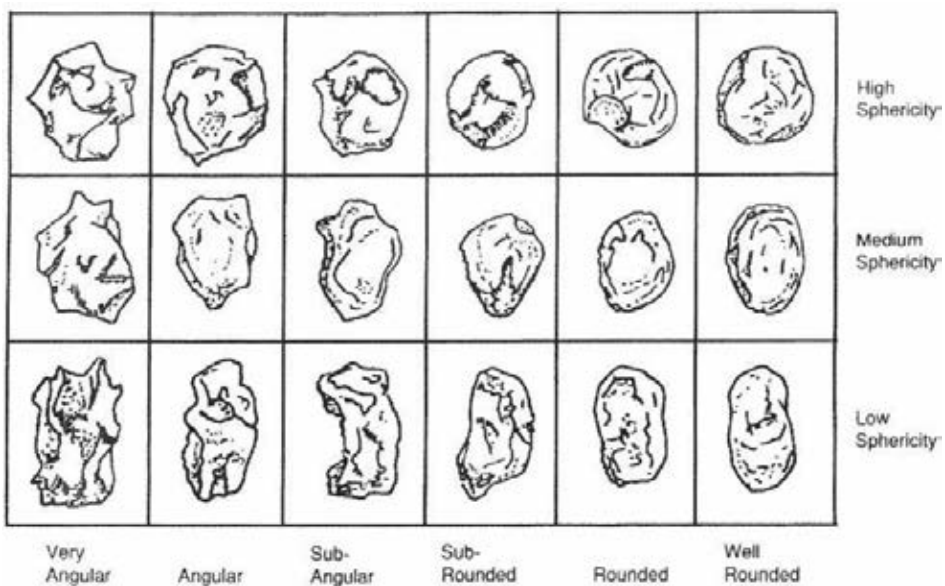 High
Sphericity
Medium
Sphericity
Low
Sphericity
Very
Angular
Angular
Sub-
Angular
Sub-
Rounded
Rounded
Well
Rounded